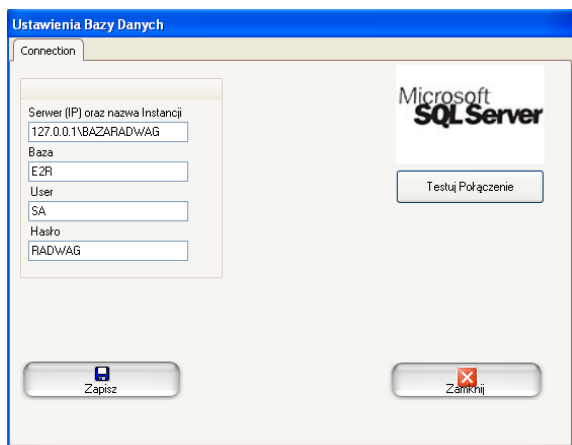 Ustawienia Bazy Danych
Connection
Serwer (IP) oraz nazwa Instancji
127.0.0.1\BAZARADWAG
Baza
E2R
User
SA
Hasło
RADWAG
Microsoft
SQL Server
Testuj Połączenie
Zapisz
Zamknij